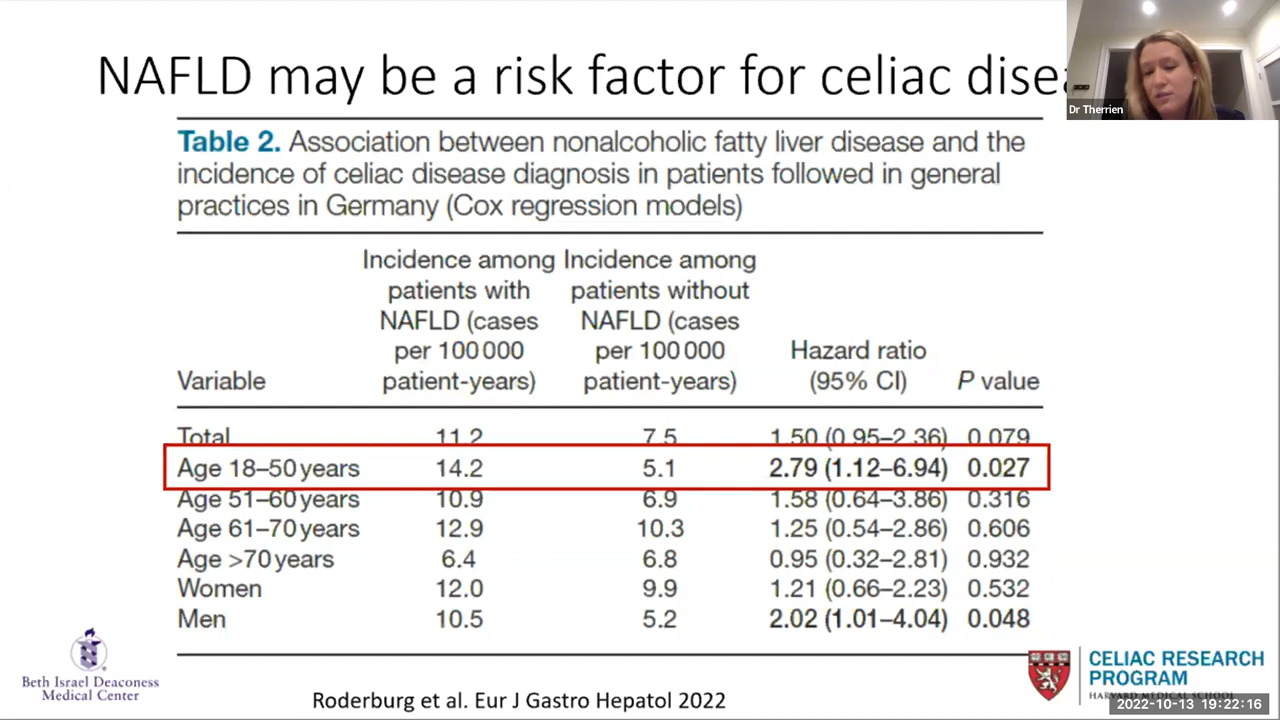 NAFLD may be a risk factor for celiac disea
Dr Therrien
Table 2. Association between nonalcoholic fatty liver disease and the
incidence of celiac disease diagnosis in patients followed in general
practices in Germany (Cox regression models)
Incidence among Incidence among
patients with patients without
NAFLD (cases NAFLD (cases
per 100 000 per 100 000 Hazard ratio
Variable patient-years) patient-years) (95% CI) P value
Total 11.2 7.5 1.50 (0.95–2.36) 0.079
Age 18–50 years 14.2 5.1 2.79 (1.12–6.94) 0.027
Age 51–60 years 10.9 6.9 1.58 (0.64–3.86) 0.316
Age 61–70 years 12.9 10.3 1.25 (0.54–2.86) 0.606
Age >70 years 6.4 6.8 0.95 (0.32–2.81) 0.932
Women 12.0 9.9 1.21 (0.66–2.23) 0.532
Men 10.5 5.2 2.02 (1.01–4.04) 0.048
Beth Israel Deaconess
Medical Center
Roderburg et al. Eur J Gastro Hepatol 2022
CELIAC RESEARCH
PROGRAM
HARVARD MEDICAL SCHOOL
2022-10-13 19:22:16